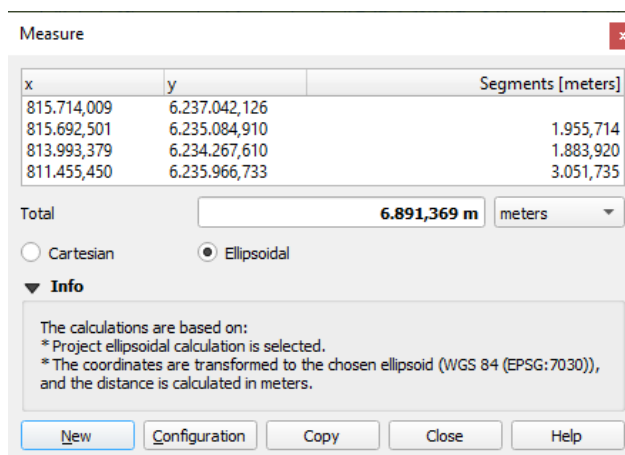 Measure
x y Segments [meters]
815.714,009 6.237.042,126
815.692,501 6.235.084,910 1.955,714
813.993,379 6.234.267,610 1.883,920
811.455,450 6.235.966,733 3.051,735
Total 6.891,369 m meters
Cartesian Ellipsoidal
Info
The calculations are based on:
* Project ellipsoidal calculation is selected.
* The coordinates are transformed to the chosen ellipsoid (WGS 84 (EPSG:7030)),
and the distance is calculated in meters.
New Configuration Copy Close Help